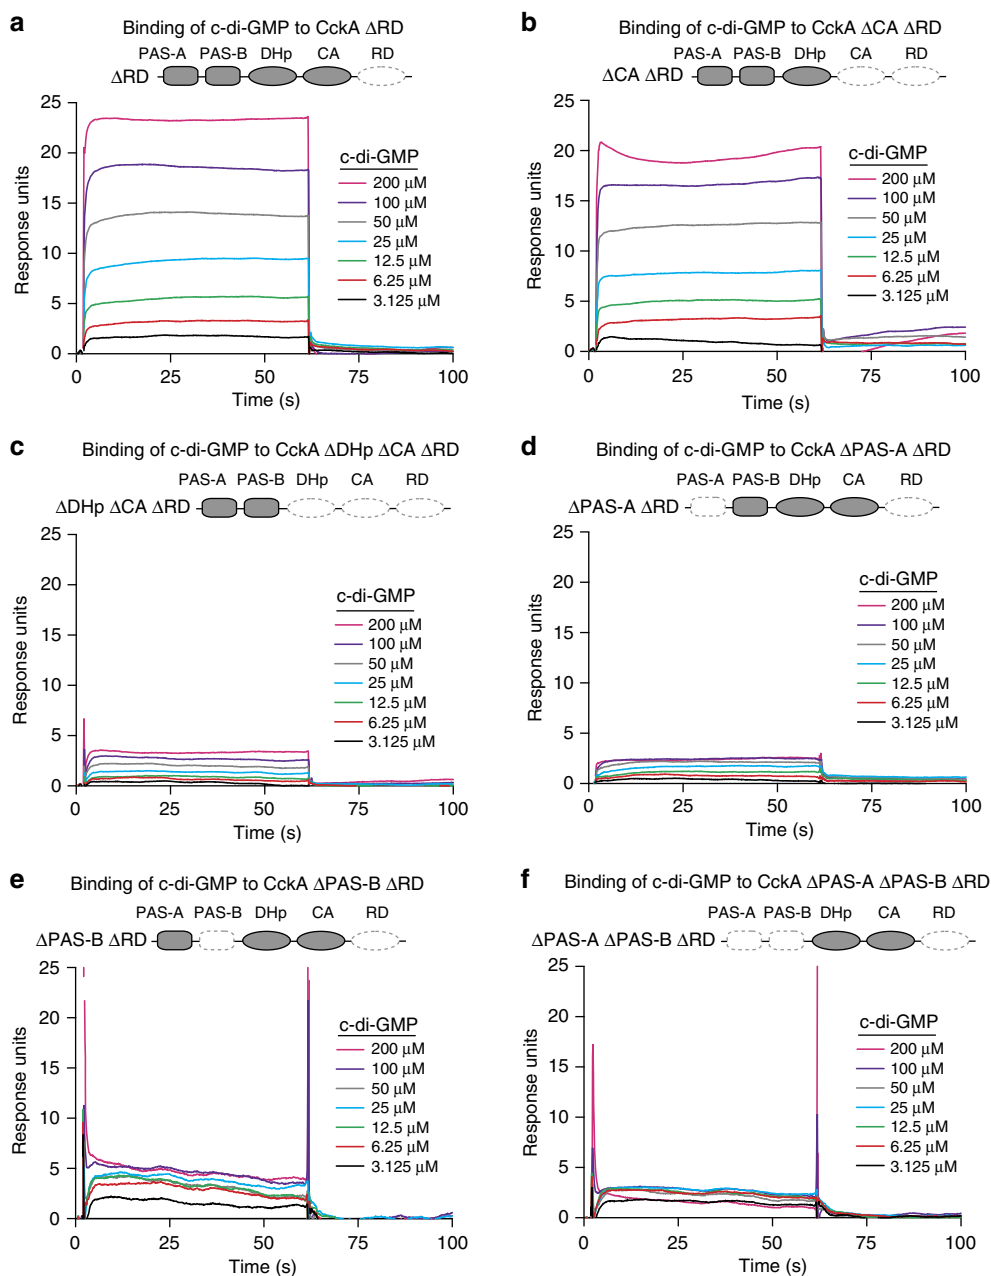 a
Binding of c-di-GMP to CckA ΔRD
PAS-A PAS-B DHp CA RD
ΔRD
25
20
15
10
5
0
Response units
c-di-GMP
200 μM
100 μM
50 μM
25 μM
12.5 μM
6.25 μM
3.125 μM
0 25 50 75 100
Time (s)
b
Binding of c-di-GMP to CckA ΔCA ΔRD
PAS-A PAS-B DHp CA RD
ΔCA ΔRD
25
20
15
10
5
0
Response units
c-di-GMP
200 μM
100 μM
50 μM
25 μM
12.5 μM
6.25 μM
3.125 μM
0 25 50 75 100
Time (s)
c
Binding of c-di-GMP to CckA ΔDHp ΔCA ΔRD
PAS-A PAS-B DHp CA RD
ΔDHp ΔCA ΔRD
25
20
15
10
5
0
Response units
c-di-GMP
200 μM
100 μM
50 μM
25 μM
12.5 μM
6.25 μM
3.125 μM
0 25 50 75 100
Time (s)
d
Binding of c-di-GMP to CckA ΔPAS-A ΔRD
PAS-A PAS-B DHp CA RD
ΔPAS-A ΔRD
25
20
15
10
5
0
Response units
c-di-GMP
200 μM
100 μM
50 μM
25 μM
12.5 μM
6.25 μM
3.125 μM
0 25 50 75 100
Time (s)
e
Binding of c-di-GMP to CckA ΔPAS-B ΔRD
PAS-A PAS-B DHp CA RD
ΔPAS-B ΔRD
25
20
15
10
5
0
Response units
c-di-GMP
200 μM
100 μM
50 μM
25 μM
12.5 μM
6.25 μM
3.125 μM
0 25 50 75 100
Time (s)
f
Binding of c-di-GMP to CckA ΔPAS-A ΔPAS-B ΔRD
PAS-A PAS-B DHp CA RD
ΔPAS-A ΔPAS-B ΔRD
25
20
15
10
5
0
Response units
c-di-GMP
200 μM
100 μM
50 μM
25 μM
12.5 μM
6.25 μM
3.125 μM
0 25 50 75 100
Time (s)